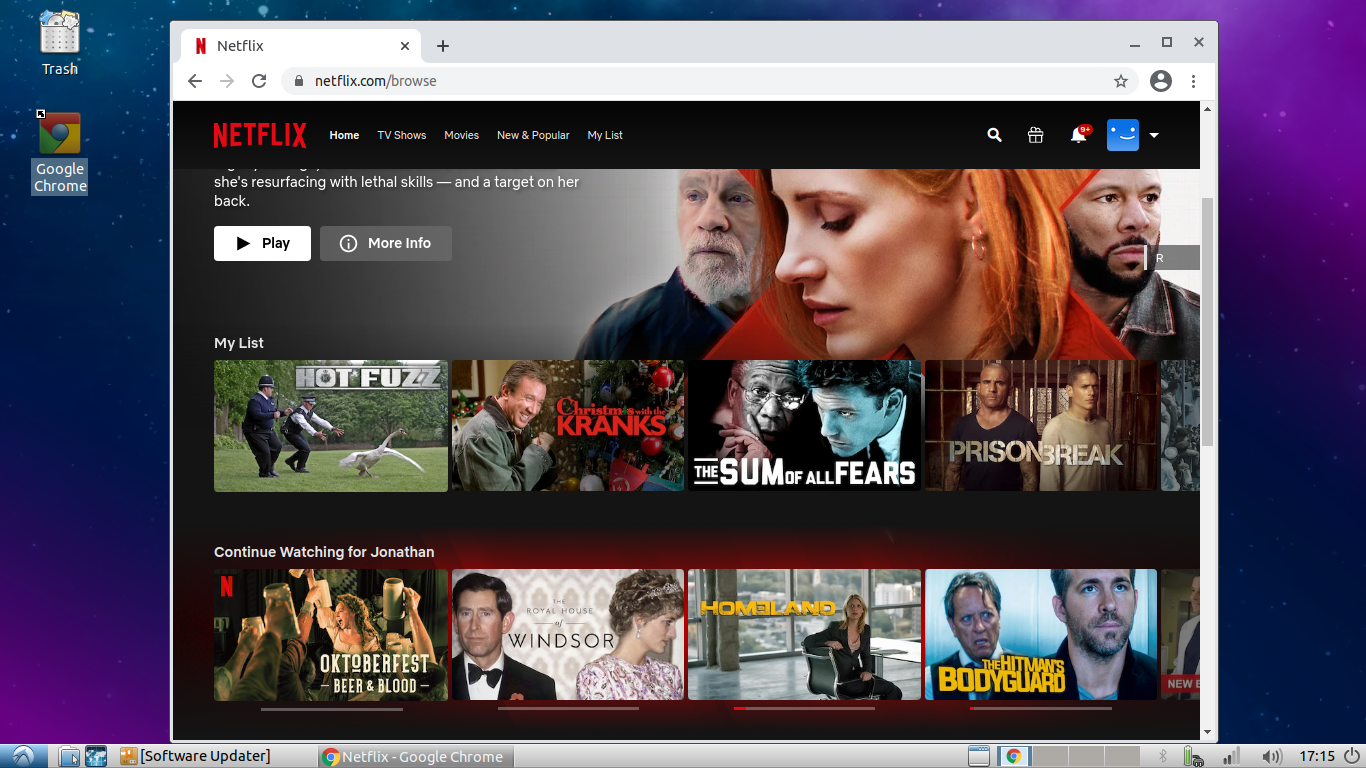 Trash
Google
Chrome
Netflix
netflix.com/browse
NETFLIX
Home
TV Shows
Movies
New & Popular
My List
9+
she's resurfacing with lethal skills — and a target on her
back.
Play
More Info
R
My List
HOT FUZZ
Christmas with the
KRANKS
THE SUM OF ALL FEARS
PRISON BREAK
Continue Watching for Jonathan
N
OKTOBERFEST
BEER & BLOOD
THE
ROYAL HOUSE
of
WINDSOR
HOMELAND
THE HITMAN'S
BODYGUARD
NEW E
[Software Updater]
Netflix - Google Chrome
17:15